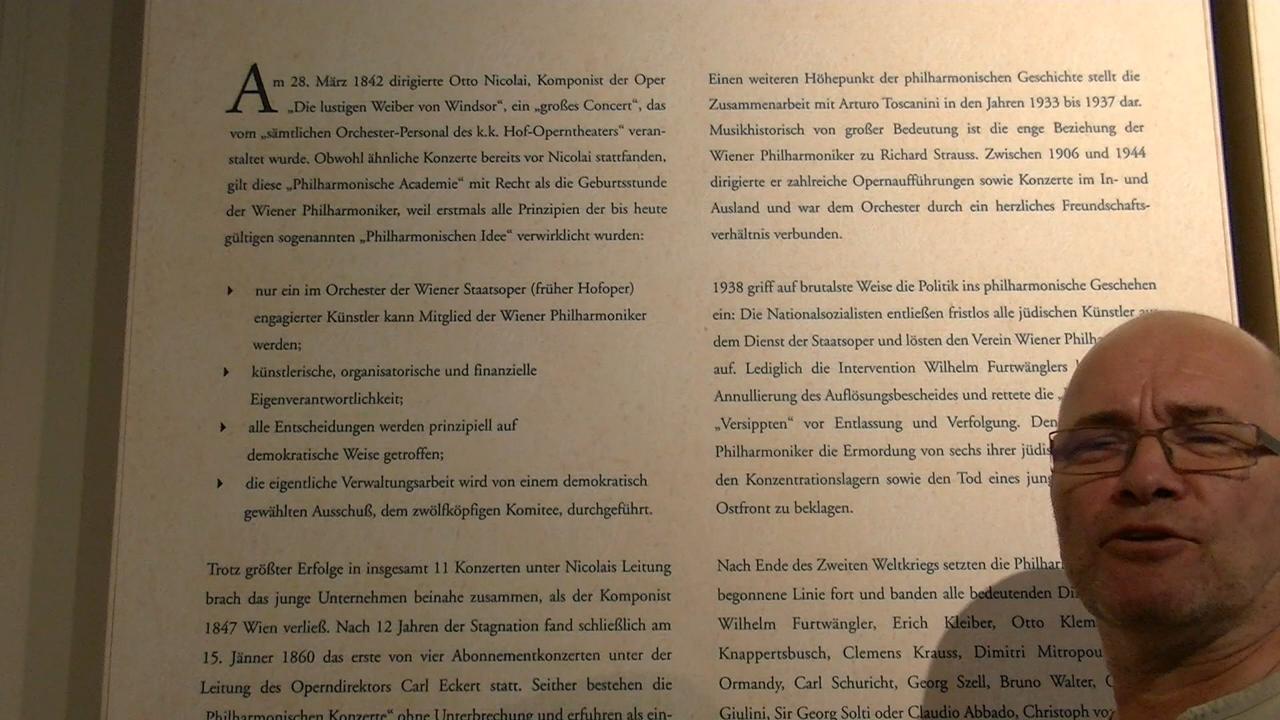 Am 28. März 1842 dirigierte Otto Nicolai, Komponist der Oper
„Die lustigen Weiber von Windsor“, ein „großes Concert“, das
vom „sämtlichen Orchester-Personal des k.k. Hof-Operntheaters“ veran-
staltet wurde. Obwohl ähnliche Konzerte bereits vor Nicolai stattfanden,
gilt diese „Philharmonische Academie“ mit Recht als die Geburtsstunde
der Wiener Philharmoniker, weil erstmals alle Prinzipien der bis heute
gültigen sogenannten „Philharmonischen Idee“ verwirklicht wurden:
nur ein im Orchester der Wiener Staatsoper (früher Hofoper)
engagierter Künstler kann Mitglied der Wiener Philharmoniker
werden;
künstlerische, organisatorische und finanzielle
Eigenverantwortlichkeit;
alle Entscheidungen werden prinzipiell auf
demokratische Weise getroffen;
die eigentliche Verwaltungsarbeit wird von einem demokratisch
gewählten Ausschuß, dem zwölfköpfigen Komitee, durchgeführt.
Trotz größter Erfolge in insgesamt 11 Konzerten unter Nicolais Leitung
brach das junge Unternehmen beinahe zusammen, als der Komponist
1847 Wien verließ. Nach 12 Jahren der Stagnation fand schließlich am
15. Jänner 1860 das erste von vier Abonnementkonzerten unter der
Leitung des Operndirektors Carl Eckert statt. Seither bestehen die
Philharmonischen Konzerte“ ohne Unterbrechung und erfuhren als ein-
Einen weiteren Höhepunkt der philharmonischen Geschichte stellt die
Zusammenarbeit mit Arturo Toscanini in den Jahren 1933 bis 1937 dar.
Musikhistorisch von großer Bedeutung ist die enge Beziehung der
Wiener Philharmoniker zu Richard Strauss. Zwischen 1906 und 1944
dirigierte er zahlreiche Opernaufführungen sowie Konzerte im In- und
Ausland und war dem Orchester durch ein herzliches Freundschafts-
verhältnis verbunden.
1938 griff auf brutalste Weise die Politik ins philharmonische Geschehen
ein: Die Nationalsozialisten entließen fristlos alle jüdischen Künstler
dem Dienst der Staatsoper und lösten den Verein Wiener
auf. Lediglich die Intervention Wilhelm Furtwänglers
Annullierung des Auflösungsbescheides und rettete die
„Versippten“ vor Entlassung und Verfolgung.
Philharmoniker die Ermordung von sechs ihrer
den Konzentrationslagern sowie den Tod eines
Ostfront zu beklagen.
Nach Ende des Zweiten Weltkriegs setzten die
begonnene Linie fort und banden alle bedeutenden
Wilhelm Furtwängler, Erich Kleiber, Otto
Knappertsbusch, Clemens Krauss, Dimitri
Ormandy, Carl Schuricht, Georg Szell, Bruno Walter,
Giulini, Sir Georg Solti oder Claudio Abbado, Christoph